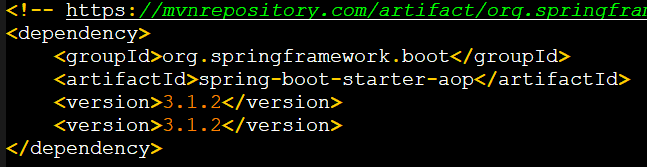 <!-- https://mvnrepository.com/artifact/org.springfram
<dependency>
    <groupId>org.springframework.boot</groupId>
    <artifactId>spring-boot-starter-aop</artifactId>
    <version>3.1.2</version>
    <version>3.1.2</version>
</dependency>